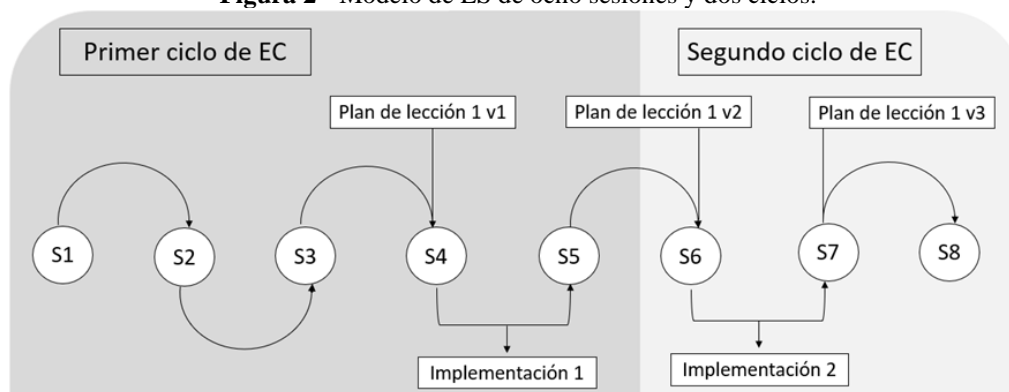 Figura 2 - Modelo de ES de ocho sesiones y dos ciclos.
Primer ciclo de EC
Segundo ciclo de EC
Plan de lección 1 v1
Plan de lección 1 v2
Plan de lección 1 v3
S1
S2
S3
S4
S5
S6
S7
S8
Implementación 1
Implementación 2